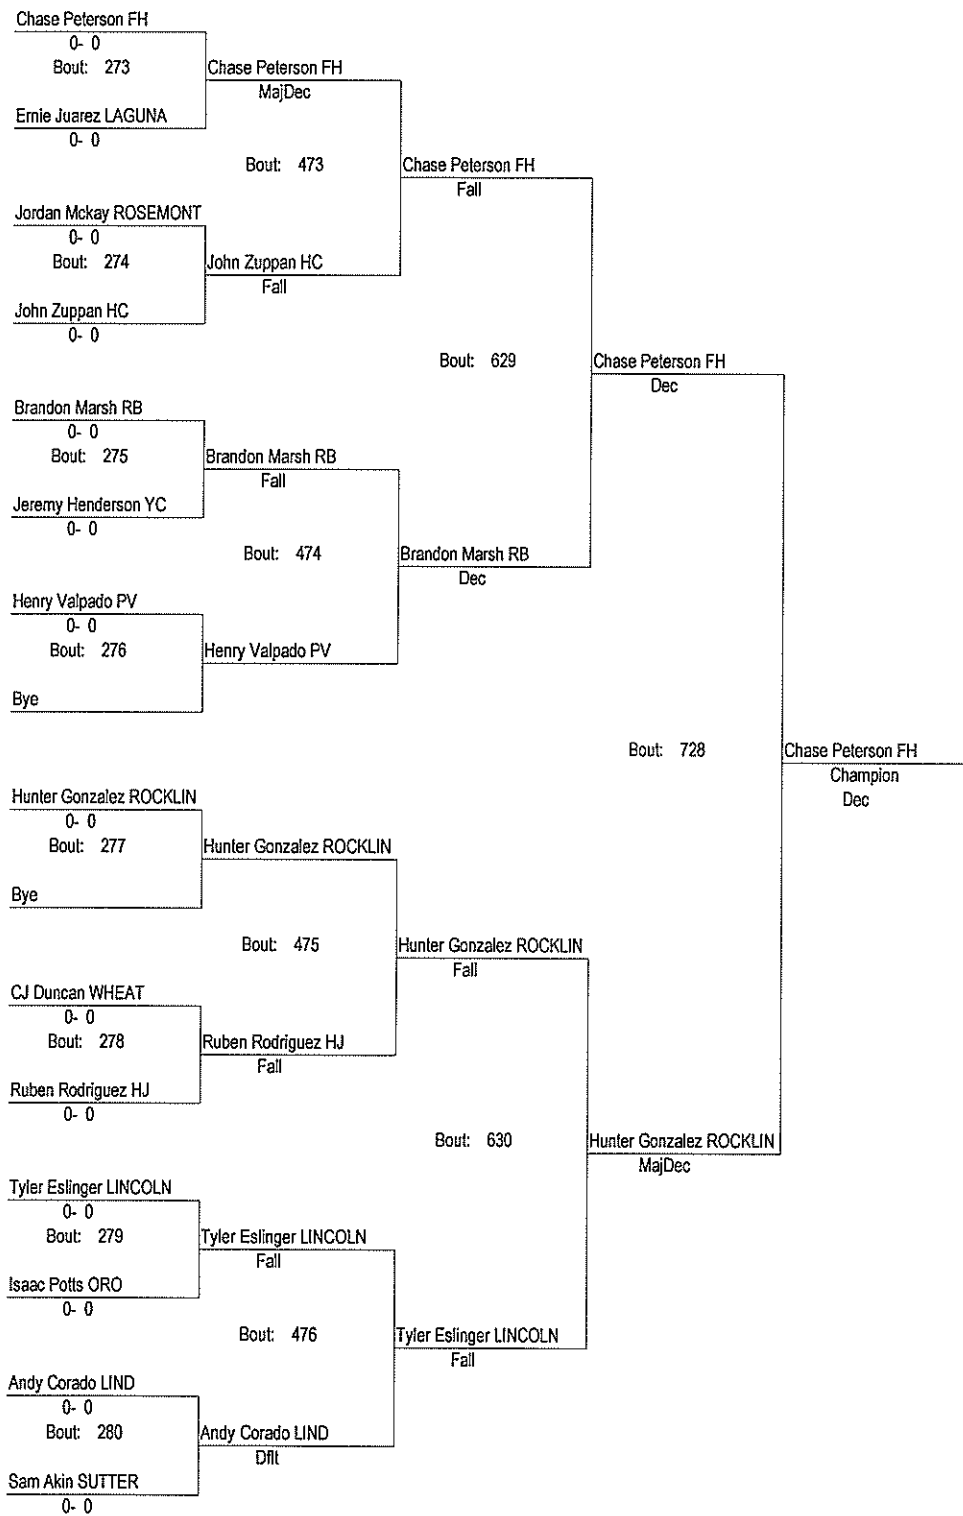 Chase Peterson FH
0- 0
Bout: 273
Chase Peterson FH
MajDec
Ernie Juarez LAGUNA
0- 0
Bout: 473
Chase Peterson FH
Fall
Jordan Mckay ROSEMONT
0- 0
Bout: 274
John Zuppan HC
Fall
John Zuppan HC
0- 0
Bout: 629
Chase Peterson FH
Dec
Brandon Marsh RB
0- 0
Bout: 275
Brandon Marsh RB
Fall
Jeremy Henderson YC
0- 0
Bout: 474
Brandon Marsh RB
Dec
Henry Valpado PV
0- 0
Bout: 276
Henry Valpado PV
Bye
Bout: 728
Chase Peterson FH
Champion
Dec
Hunter Gonzalez ROCKLIN
0- 0
Bout: 277
Hunter Gonzalez ROCKLIN
Bye
Bout: 475
Hunter Gonzalez ROCKLIN
Fall
CJ Duncan WHEAT
0- 0
Bout: 278
Ruben Rodriguez HJ
Fall
Ruben Rodriguez HJ
0- 0
Bout: 630
Hunter Gonzalez ROCKLIN
MajDec
Tyler Eslinger LINCOLN
0- 0
Bout: 279
Tyler Eslinger LINCOLN
Fall
Isaac Potts ORO
0- 0
Bout: 476
Tyler Eslinger LINCOLN
Fall
Andy Corado LIND
0- 0
Bout: 280
Andy Corado LIND
Dflt
Sam Akin SUTTER
0- 0